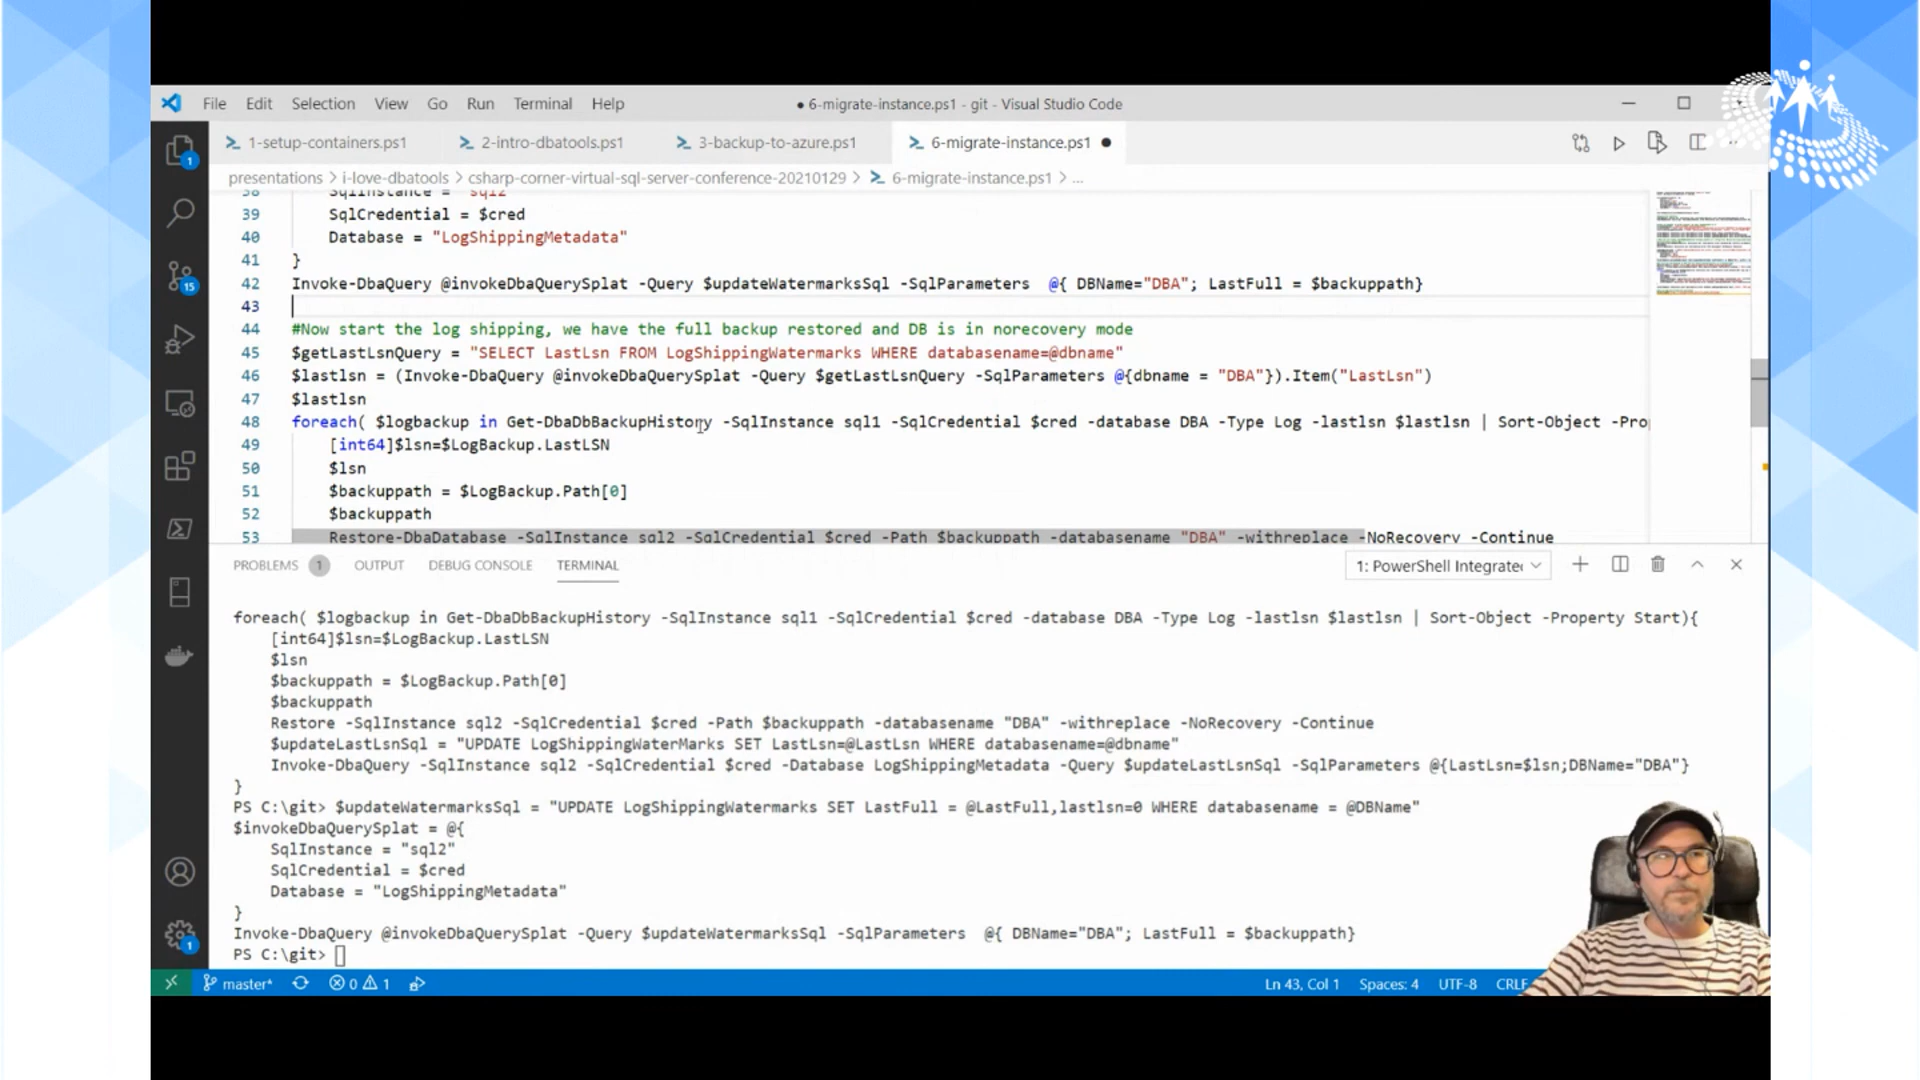 File Edit Selection View Go Run Terminal Help ● 6-migrate-instance.ps1 - git - Visual Studio Code
1-setup-containers.ps1 2-intro-dbatools.ps1 3-backup-to-azure.ps1 6-migrate-instance.ps1 ●
presentations > i-love-dbatools > csharp-corner-virtual-sql-server-conference-20210129 > 6-migrate-instance.ps1 > ...
38 SqlInstance = "sql2"
39 SqlCredential = $cred
40 Database = "LogShippingMetadata"
41 }
42 Invoke-DbaQuery @invokeDbaQuerySplat -Query $updateWatermarksSql -SqlParameters  @{ DBName="DBA"; LastFull = $backuppath}
43
44 #Now start the log shipping, we have the full backup restored and DB is in norecovery mode
45 $getLastLsnQuery = "SELECT LastLsn FROM LogShippingWatermarks WHERE databasename=@dbname"
46 $lastlsn = (Invoke-DbaQuery @invokeDbaQuerySplat -Query $getLastLsnQuery -SqlParameters @{dbname = "DBA"}).Item("LastLsn")
47 $lastlsn
48 foreach( $logbackup in Get-DbaDbBackupHistory -SqlInstance sql1 -SqlCredential $cred -database DBA -Type Log -lastlsn $lastlsn | Sort-Object -Pro
49 [int64]$lsn=$LogBackup.LastLSN
50 $lsn
51 $backuppath = $LogBackup.Path[0]
52 $backuppath
53 Restore-DbaDatabase -SqlInstance sql2 -SqlCredential $cred -Path $backuppath -databasename "DBA" -withreplace -NoRecovery -Continue
PROBLEMS 1 OUTPUT DEBUG CONSOLE TERMINAL 1: PowerShell Integrate
foreach( $logbackup in Get-DbaDbBackupHistory -SqlInstance sql1 -SqlCredential $cred -database DBA -Type Log -lastlsn $lastlsn | Sort-Object -Property Start){
[int64]$lsn=$LogBackup.LastLSN
$lsn
$backuppath = $LogBackup.Path[0]
$backuppath
Restore -SqlInstance sql2 -SqlCredential $cred -Path $backuppath -databasename "DBA" -withreplace -NoRecovery -Continue
$updateLastLsnSql = "UPDATE LogShippingWaterMarks SET LastLsn=@LastLsn WHERE databasename=@dbname"
Invoke-DbaQuery -SqlInstance sql2 -SqlCredential $cred -Database LogShippingMetadata -Query $updateLastLsnSql -SqlParameters @{LastLsn=$lsn;DBName="DBA"}
}
PS C:\git> $updateWatermarksSql = "UPDATE LogShippingWatermarks SET LastFull = @LastFull,lastlsn=0 WHERE databasename = @DBName"
$invokeDbaQuerySplat = @{
SqlInstance = "sql2"
SqlCredential = $cred
Database = "LogShippingMetadata"
}
Invoke-DbaQuery @invokeDbaQuerySplat -Query $updateWatermarksSql -SqlParameters  @{ DBName="DBA"; LastFull = $backuppath}
PS C:\git>
master* 0 1 Ln 43, Col 1 Spaces: 4 UTF-8 CRLF
1
15
1